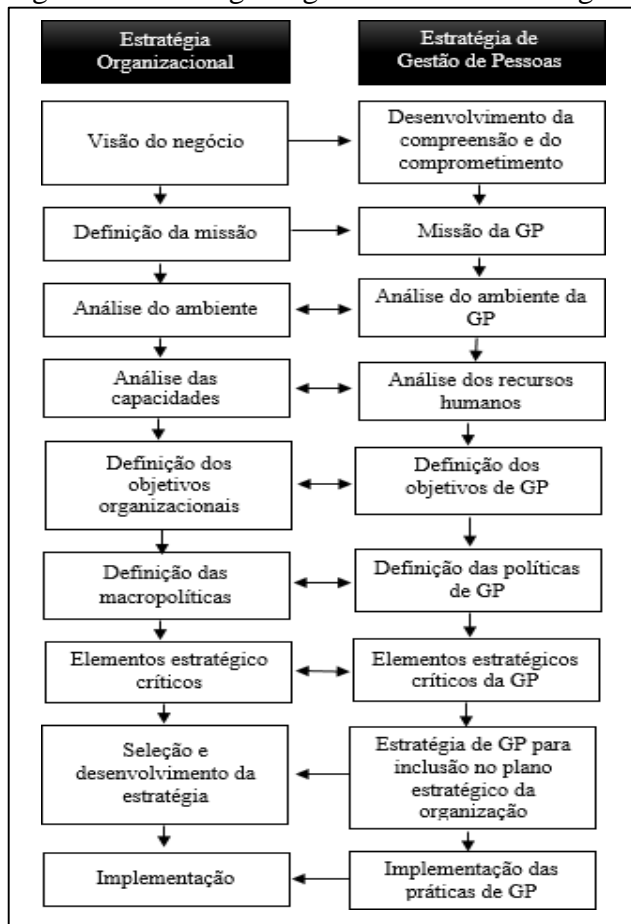 Estratégia
Organizacional
Estratégia de
Gestão de Pessoas
Visão do negócio
Desenvolvimento da
compreensão e do
comprometimento
Definição da missão
Missão da GP
Análise do ambiente
Análise do ambiente da
GP
Análise das
capacidades
Análise dos recursos
humanos
Definição dos
objetivos
organizacionais
Definição dos
objetivos de GP
Definição das
macropolíticas
Definição das políticas
de GP
Elementos estratégico
críticos
Elementos estratégicos
críticos da GP
Seleção e
desenvolvimento da
estratégia
Estratégia de GP para
inclusão no plano
estratégico da
organização
Implementação
Implementação das
práticas de GP